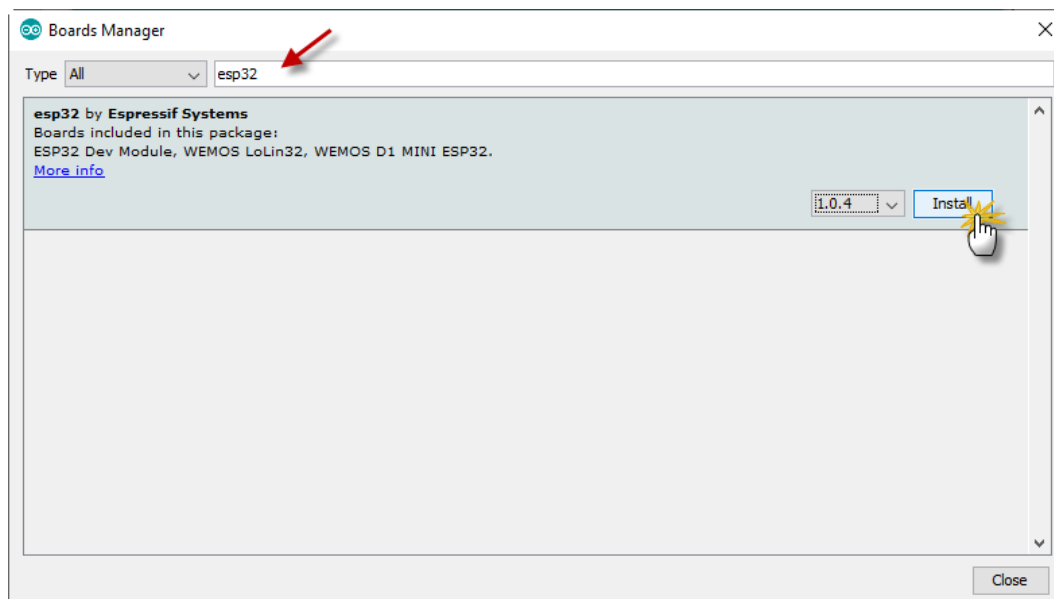 Boards Manager
Type All esp32
esp32 by Espressif Systems
Boards included in this package:
ESP32 Dev Module, WEMOS LoLin32, WEMOS D1 MINI ESP32.
More info
1.0.4 Install
Close